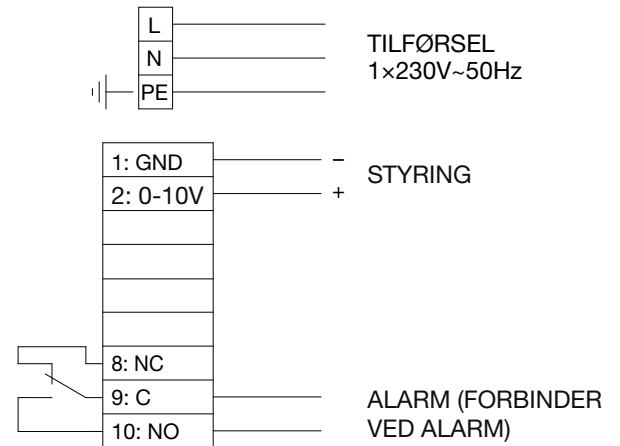 L
N
PE
TILFØRSEL
1×230V~50Hz
1: GND
2: 0-10V
–
+
STYRING
8: NC
9: C
10: NO
ALARM (FORBINDER
VED ALARM)